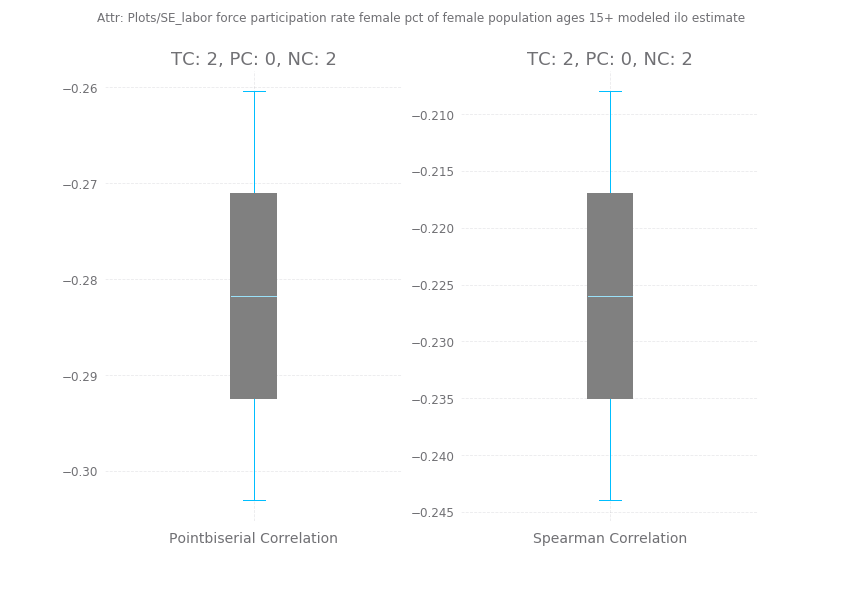 Attr: Plots/SE_labor force participation rate female pct of female population ages 15+ modeled ilo estimate
TC: 2, PC: 0, NC: 2
−0.26
−0.27
−0.28
−0.29
−0.30
Pointbiserial Correlation
TC: 2, PC: 0, NC: 2
−0.210
−0.215
−0.220
−0.225
−0.230
−0.235
−0.240
−0.245
Spearman Correlation